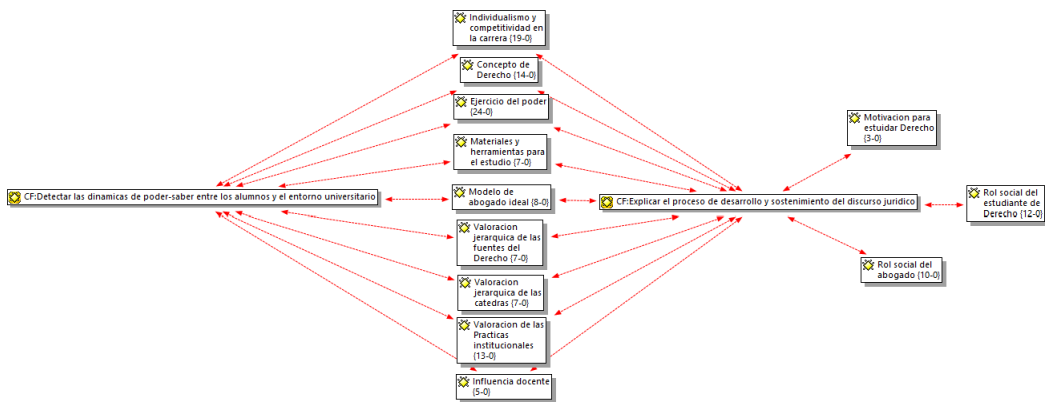 Individualismo y
competitividad en
la carrera {19-0}
Concepto de
Derecho {14-0}
Ejercicio del poder
{24-0}
Materiales y
herramientas para
el estudio {7-0}
CF:Detectar las dinamicas de poder-saber entre los alumnos y el entorno universitario
Modelo de
abogado ideal {8-0}
Valoracion
jerarquica de las
fuentes del
Derecho {7-0}
Valoracion
jerarquica de las
catedras {7-0}
Valoracion de las
Practicas
institucionales
{13-0}
Influencia docente
{5-0}
CF:Explicar el proceso de desarrollo y sostenimiento del discurso juridico
Motivacion para
estuidar Derecho
{3-0}
Rol social del
estudiante de
Derecho {12-0}
Rol social del
abogado {10-0}